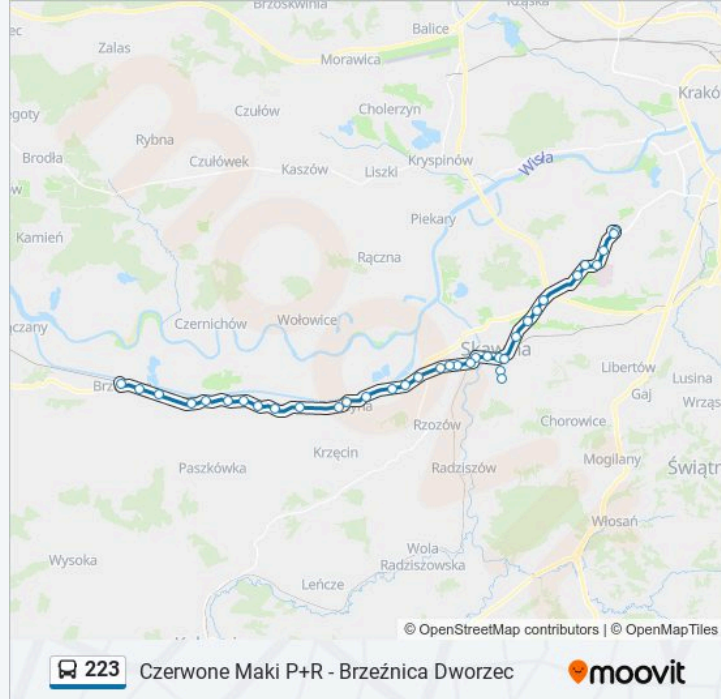 Brzoskwinia
Rząska
Balice
Zalas
Morawica
Kraków
Czułów
Cholerzyn
Rybna
Brodła
Czułówek
Kaszów
Liszki
Kryspinów
Wisła
Piekary
Kamień
Rączna
Czernichów
Wołowice
Skawina
Libertów
Lusina
Gaj
Chorowice
Rzozów
Krzęcin
Paszkówka
Radziszów
Mogilany
Włosań
Wysoka
Wola
Radziszowska
Leńcze
© OpenStreetMap contributors | © OpenMapTiles
223 Czerwone Maki P+R - Brzeźnica Dworzec moovit